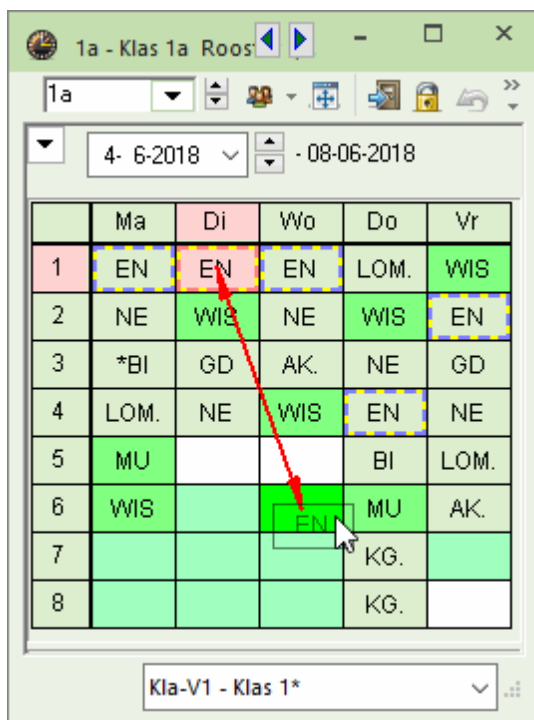 1a - Klas 1a Roos
1a
4- 6-2018 - 08-06-2018
Ma Di Wo Do Vr
1 EN EN EN LOM. WIS
2 NE WIS NE WIS EN
3 *BI GD AK. NE GD
4 LOM. NE WIS EN NE
5 MU BI LOM.
6 WIS EN MU AK.
7 KG.
8 KG.
Kla-V1 - Klas 1*